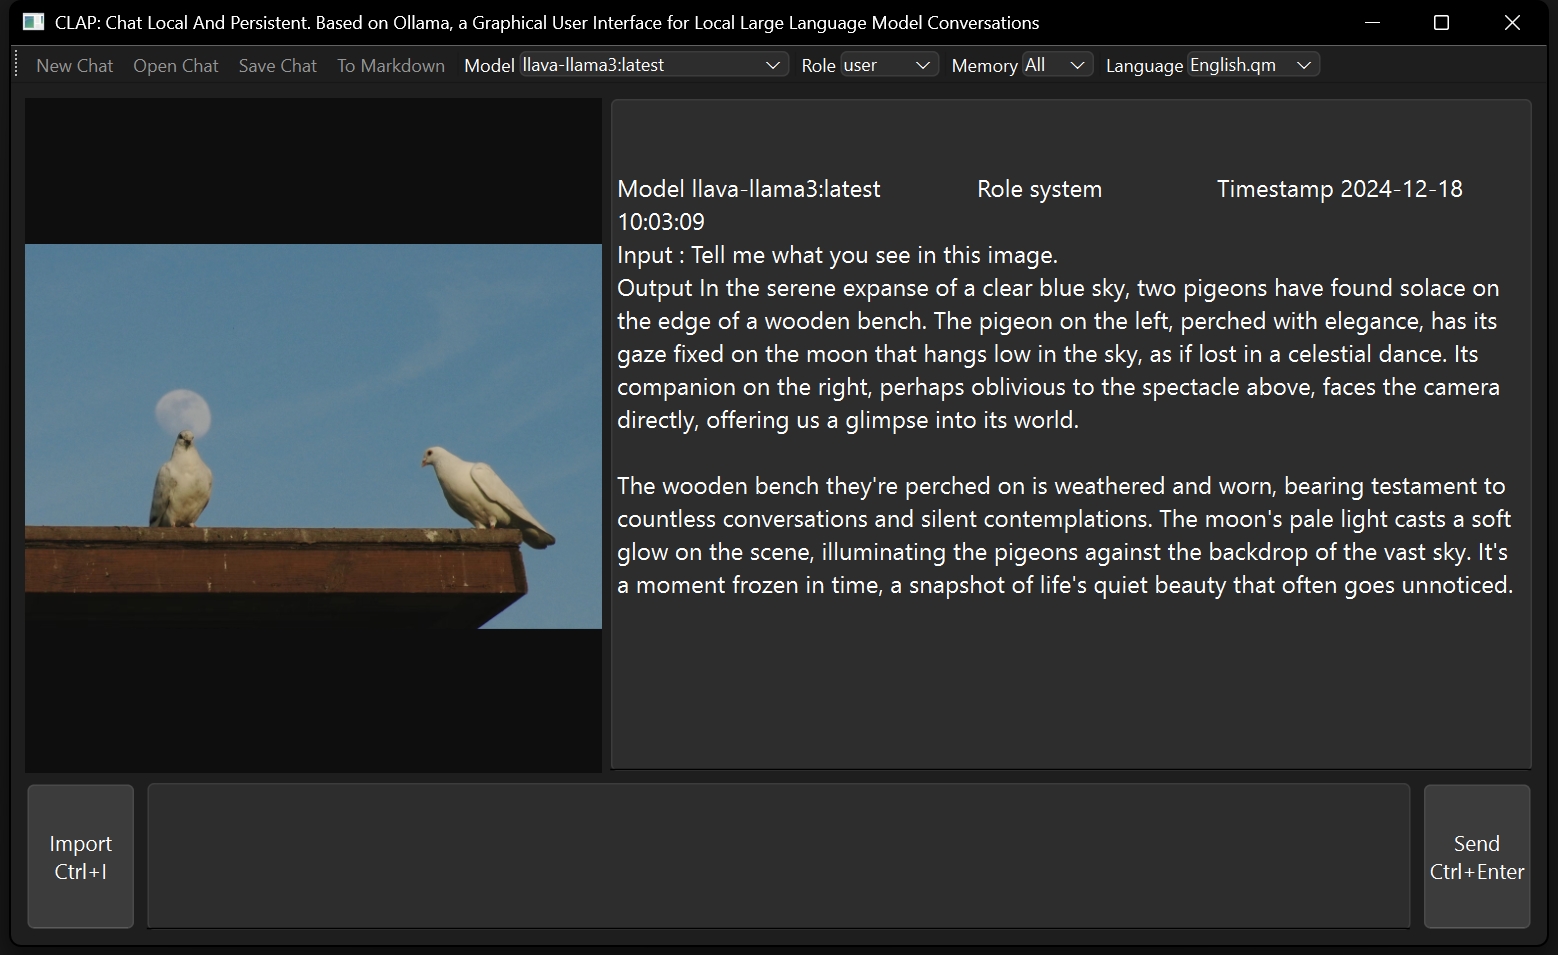 CLAP: Chat Local And Persistent. Based on Ollama, a Graphical User Interface for Local Large Language Model Conversations
New Chat Open Chat Save Chat To Markdown Model llava-llama3:latest Role user Memory All Language English.qm
Model llava-llama3:latest Role system Timestamp 2024-12-18
10:03:09
Input : Tell me what you see in this image.
Output In the serene expanse of a clear blue sky, two pigeons have found solace on
the edge of a wooden bench. The pigeon on the left, perched with elegance, has its
gaze fixed on the moon that hangs low in the sky, as if lost in a celestial dance. Its
companion on the right, perhaps oblivious to the spectacle above, faces the camera
directly, offering us a glimpse into its world.
The wooden bench they're perched on is weathered and worn, bearing testament to
countless conversations and silent contemplations. The moon's pale light casts a soft
glow on the scene, illuminating the pigeons against the backdrop of the vast sky. It's
a moment frozen in time, a snapshot of life's quiet beauty that often goes unnoticed.
Import
Ctrl+I
Send
Ctrl+Enter